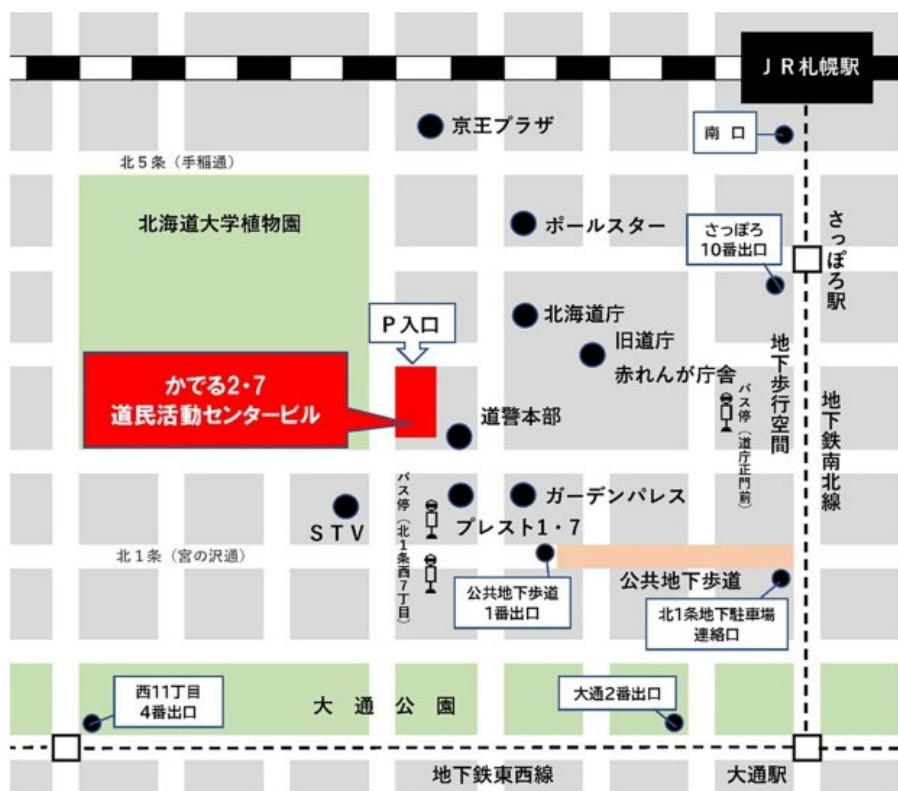 JR札幌駅
京王プラザ
南口
北5条（手稲通）
北海道大学植物園
ポールスター
さっぽろ
10番出口
さっぽろ駅
P入口
北海道庁
旧道庁
赤れんが庁舎
かでる2・7
道民活動センタービル
道警本部
バス停（道庁正門前）
地下歩行空間
地下鉄南北線
バス停（北1条西7丁目）
STV
プレスト1・7
ガーデンパレス
北1条（宮の沢通）
公共地下歩道
1番出口
公共地下歩道
北1条地下駐車場
連絡口
西11丁目
4番出口
大通公園
大通2番出口
地下鉄東西線
大通駅